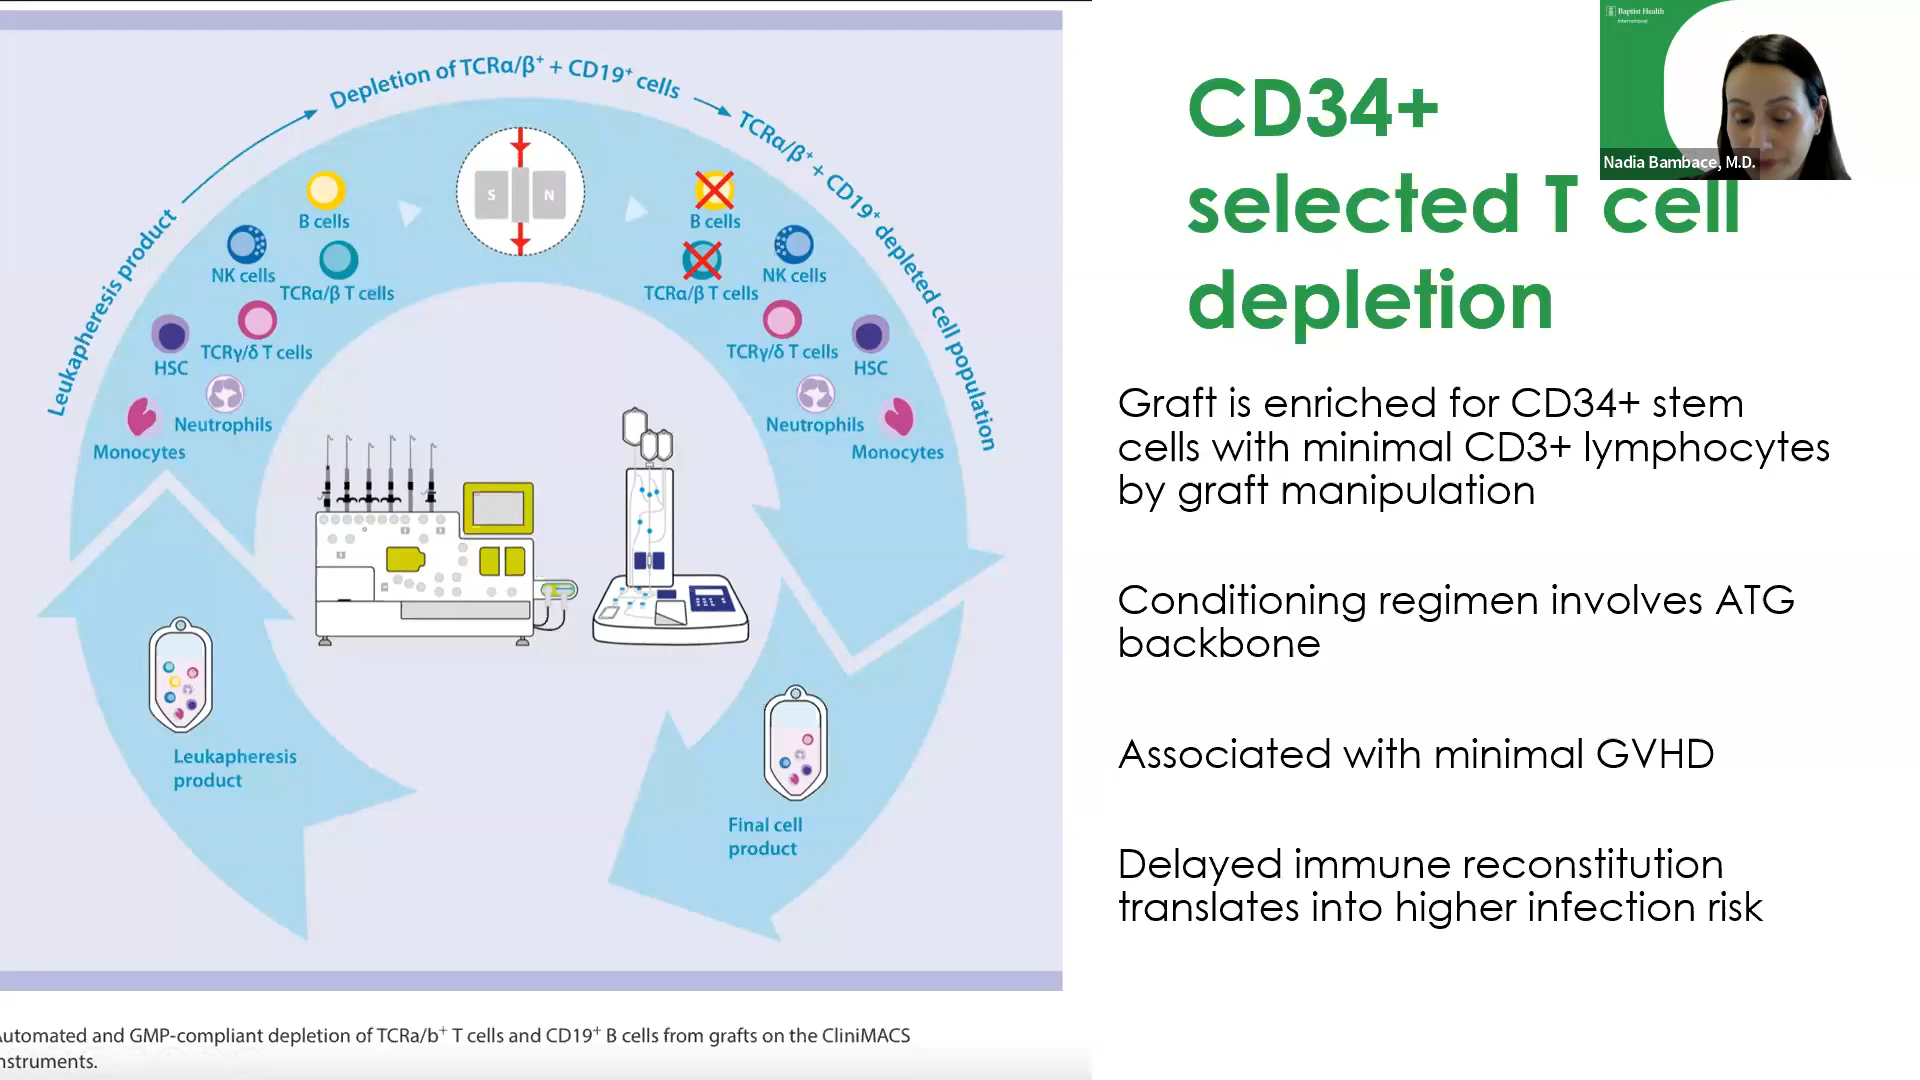 Depletion of TCRα/β⁺ + CD19⁺ cells
Leukapheresis product
TCRα/β⁺ + CD19⁺ depleted cell population
S
N
B cells
NK cells
TCRα/β T cells
HSC
TCRγ/δ T cells
Neutrophils
Monocytes
B cells
TCRα/β T cells
NK cells
TCRγ/δ T cells
HSC
Neutrophils
Monocytes
Leukapheresis
product
Final cell
product
Automated and GMP-compliant depletion of TCRa/b⁺ T cells and CD19⁺ B cells from grafts on the CliniMACS
nstruments.
CD34+
selected T cell
depletion
Graft is enriched for CD34+ stem
cells with minimal CD3+ lymphocytes
by graft manipulation
Conditioning regimen involves ATG
backbone
Associated with minimal GVHD
Delayed immune reconstitution
translates into higher infection risk
Baptist Health
International
Nadia Bambace, M.D.